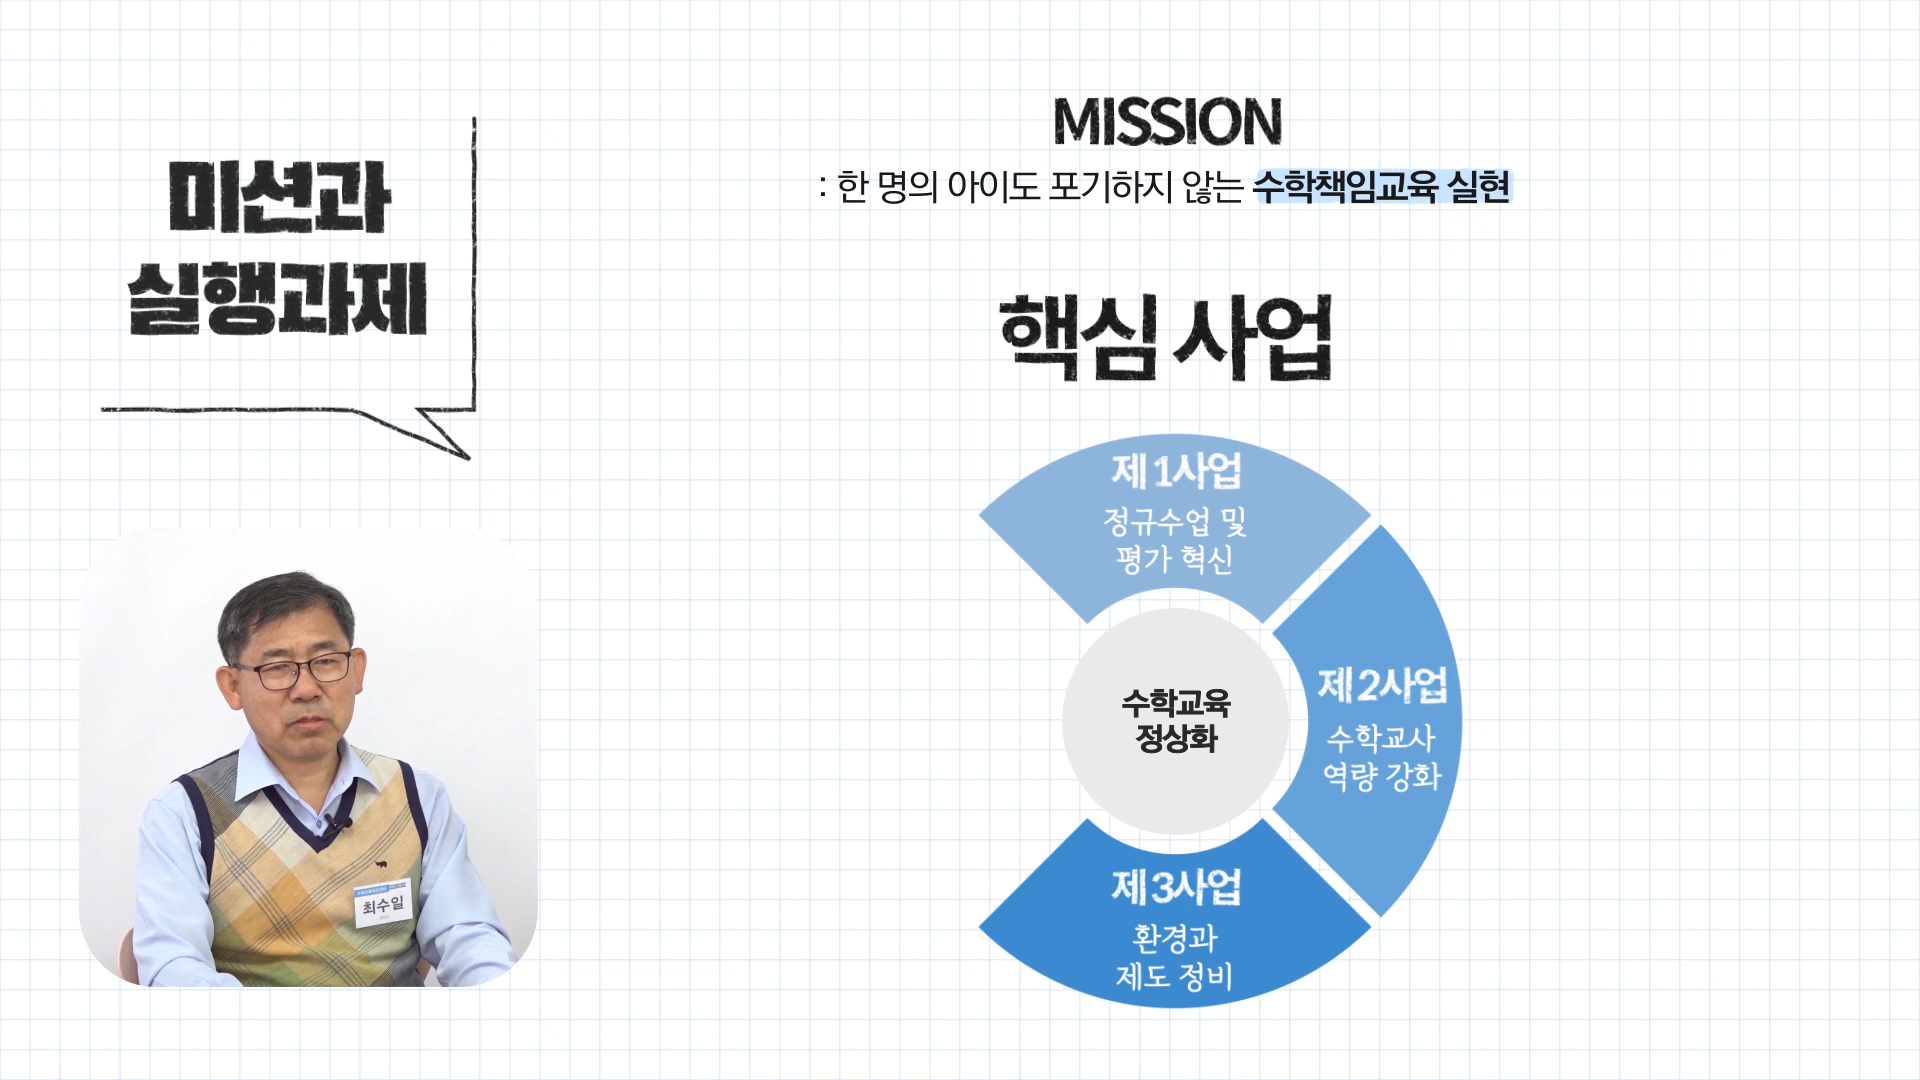 미션과
실행과제
MISSION
: 한 명의 아이도 포기하지 않는 수학책임교육 실현
핵심 사업
제1사업
정규수업 및
평가 혁신
제2사업
수학교사
역량 강화
수학교육
정상화
제3사업
환경과
제도 정비
최수일